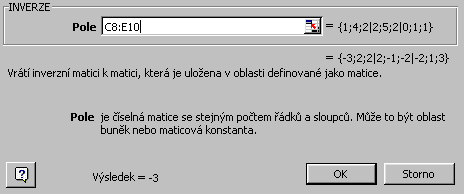 INVERZE
Pole C8:E10 = {1;4;2|2;5;2|0;1;1}
= {-3;2;2|2;-1;-2|-2;1;3}
Vrátí inverzní matici k matici, která je uložena v oblasti definované jako matice.
Pole je číselná matice se stejným počtem řádků a sloupců. Může to být oblast
buněk nebo maticová konstanta.
? Výsledek = -3 OK Storno